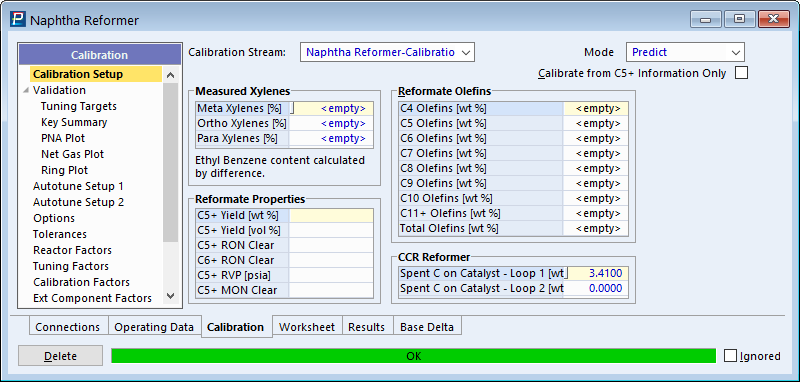 Naphtha Reformer
Calibration
Calibration Setup
Validation
Tuning Targets
Key Summary
PNA Plot
Net Gas Plot
Ring Plot
Autotune Setup 1
Autotune Setup 2
Options
Tolerances
Reactor Factors
Tuning Factors
Calibration Factors
Ext Component Factors
Calibration Stream: Naphtha Reformer-Calibratio
Mode Predict
Calibrate from C5+ Information Only
Measured Xylenes
Meta Xylenes [%] <empty>
Ortho Xylenes [%] <empty>
Para Xylenes [%] <empty>
Ethyl Benzene content calculated
by difference.
Reformate Properties
C5+ Yield [wt %]
C5+ Yield [vol %]
C5+ RON Clear
C6+ RON Clear
C5+ RVP [psia]
C5+ MON Clear
Reformate Olefins
C4 Olefins [wt %] <empty>
C5 Olefins [wt %] <empty>
C6 Olefins [wt %] <empty>
C7 Olefins [wt %] <empty>
C8 Olefins [wt %] <empty>
C9 Olefins [wt %] <empty>
C10 Olefins [wt %] <empty>
C11+ Olefins [wt %] <empty>
Total Olefins [wt %] <empty>
CCR Reformer
Spent C on Catalyst - Loop 1 [wt 3.4100
Spent C on Catalyst - Loop 2 [wt 0.0000
Connections Operating Data Calibration Worksheet Results Base Delta
Delete OK Ignored